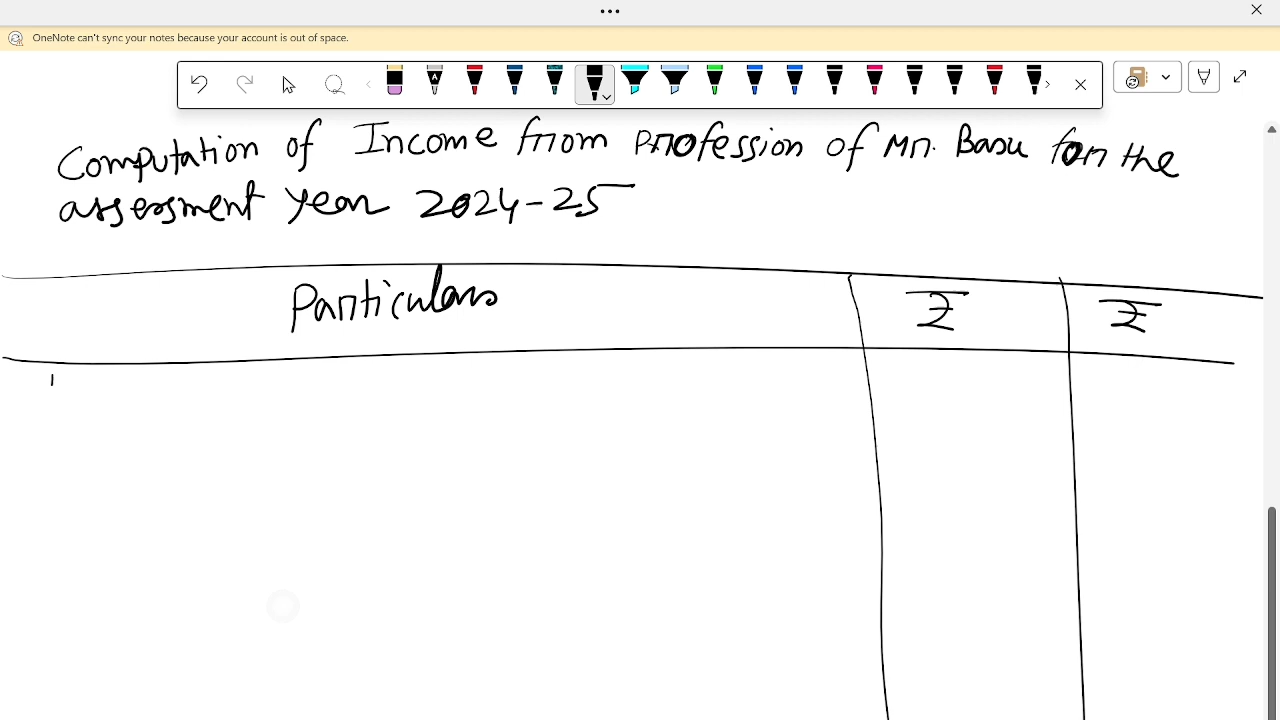 OneNote can't sync your notes because your account is out of space.
Computation of Income from Profession of Mr. Basu for the
assessment year 2024-25
Particulars ₹ ₹